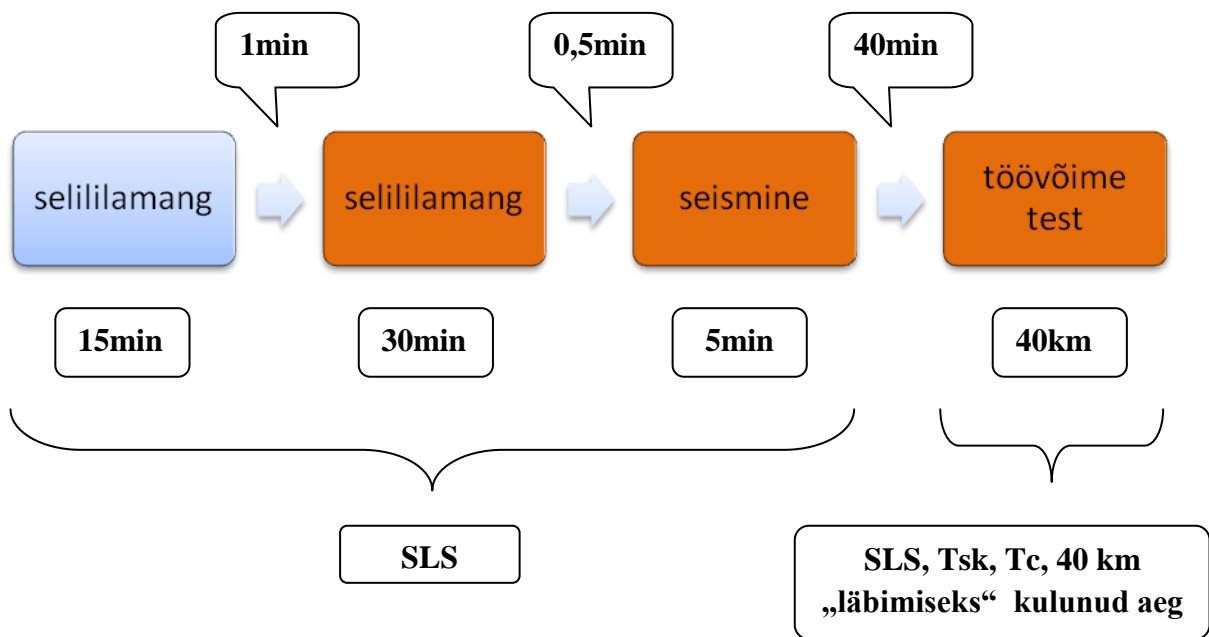 1min
0,5min
40min
selililamang
selililamang
seismine
töövõime
test
15min
30min
5min
40km
SLS
SLS, Tsk, Tc, 40 km
„läbimiseks“ kulunud aeg